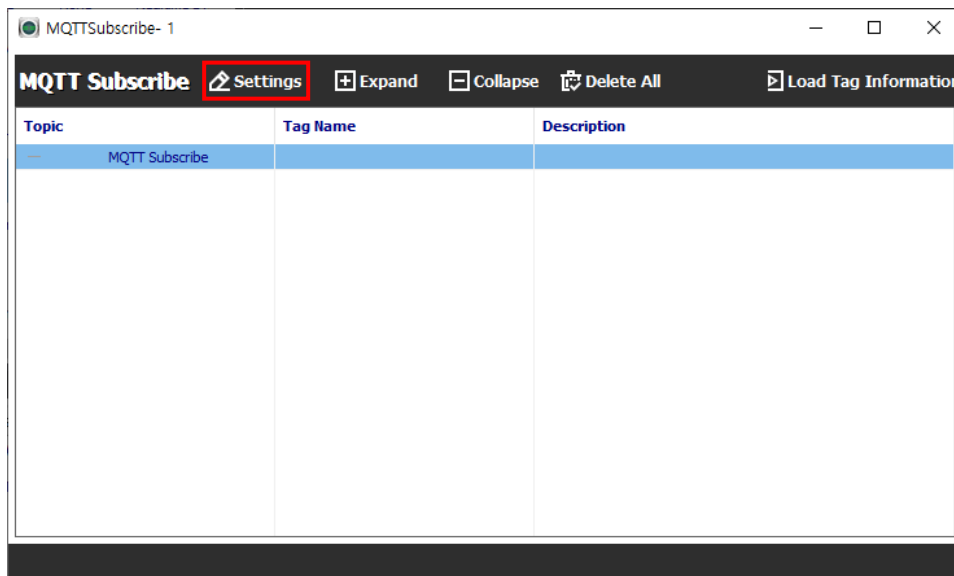 MQTTSubscribe- 1
MQTT Subscribe Settings Expand Collapse Delete All Load Tag Informatio
Topic Tag Name Description
MQTT Subscribe